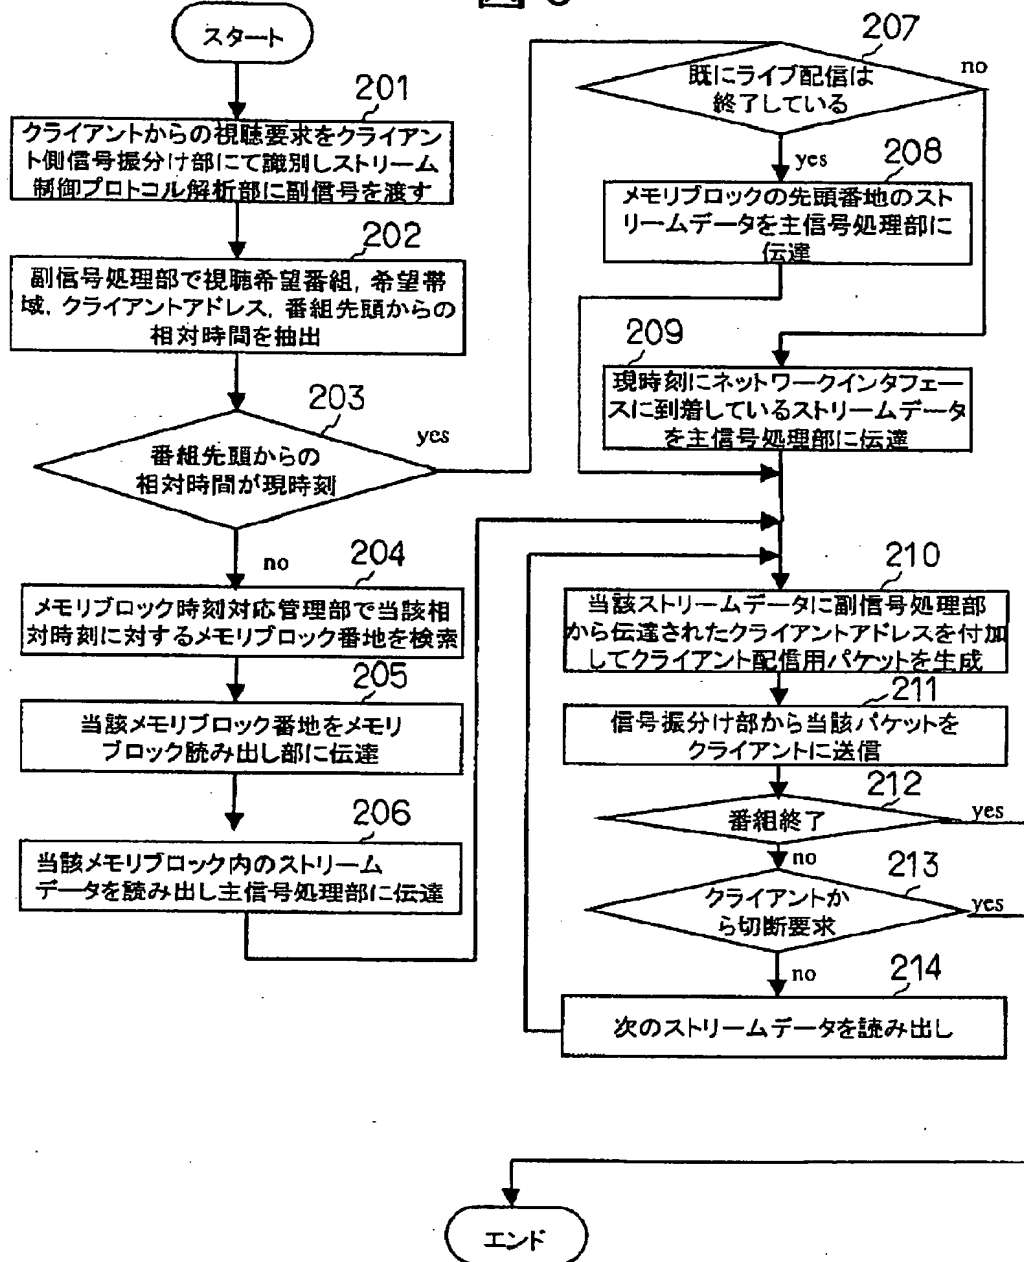 スタート
201
クライアントからの視聴要求をクライアン
ト側信号振分け部にて識別しストリーム
制御プロトコル解析部に副信号を渡す
202
副信号処理部で視聴希望番組, 希望帯
域, クライアントアドレス, 番組先頭からの
相対時間を抽出
203
番組先頭からの
相対時間が現時刻
yes
no
204
メモリブロック時刻対応管理部で当該相
対時刻に対するメモリブロック番地を検索
205
当該メモリブロック番地をメモリ
ブロック読み出し部に伝達
206
当該メモリブロック内のストリーム
データを読み出し主信号処理部に伝達
207
既にライブ配信は
終了している
no
yes
208
メモリブロックの先頭番地のスト
リームデータを主信号処理部に
伝達
209
現時刻にネットワークインタフェー
スに到着しているストリームデータ
を主信号処理部に伝達
210
当該ストリームデータに副信号処理部
から伝達されたクライアントアドレスを付加
してクライアント配信用パケットを生成
211
信号振分け部から当該パケットを
クライアントに送信
212
番組終了
yes
no
213
クライアントか
ら切断要求
yes
no
214
次のストリームデータを読み出し
エンド